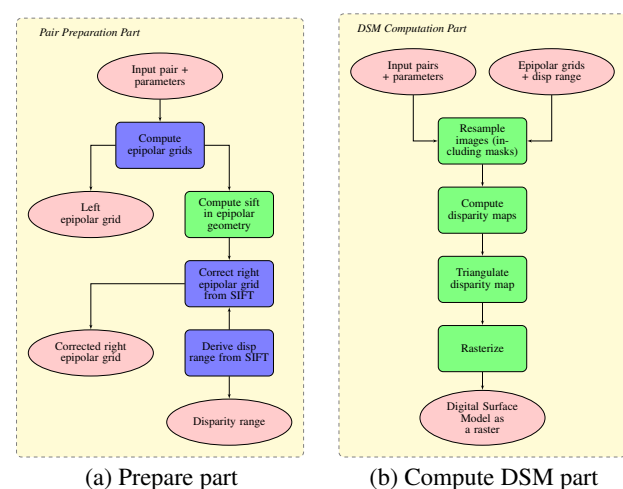 Pair Preparation Part
Input pair +
parameters
Compute
epipolar grids
Left
epipolar grid
Compute sift
in epipolar
geometry
Correct right
epipolar grid
from SIFT
Corrected right
epipolar grid
Derive disp
range from SIFT
Disparity range
(a) Prepare part
DSM Computation Part
Input pairs
+ parameters
Epipolar grids
+ disp range
Resample
images (in-
cluding masks)
Compute
disparity maps
Triangulate
disparity map
Rasterize
Digital Surface
Model as
a raster
(b) Compute DSM part